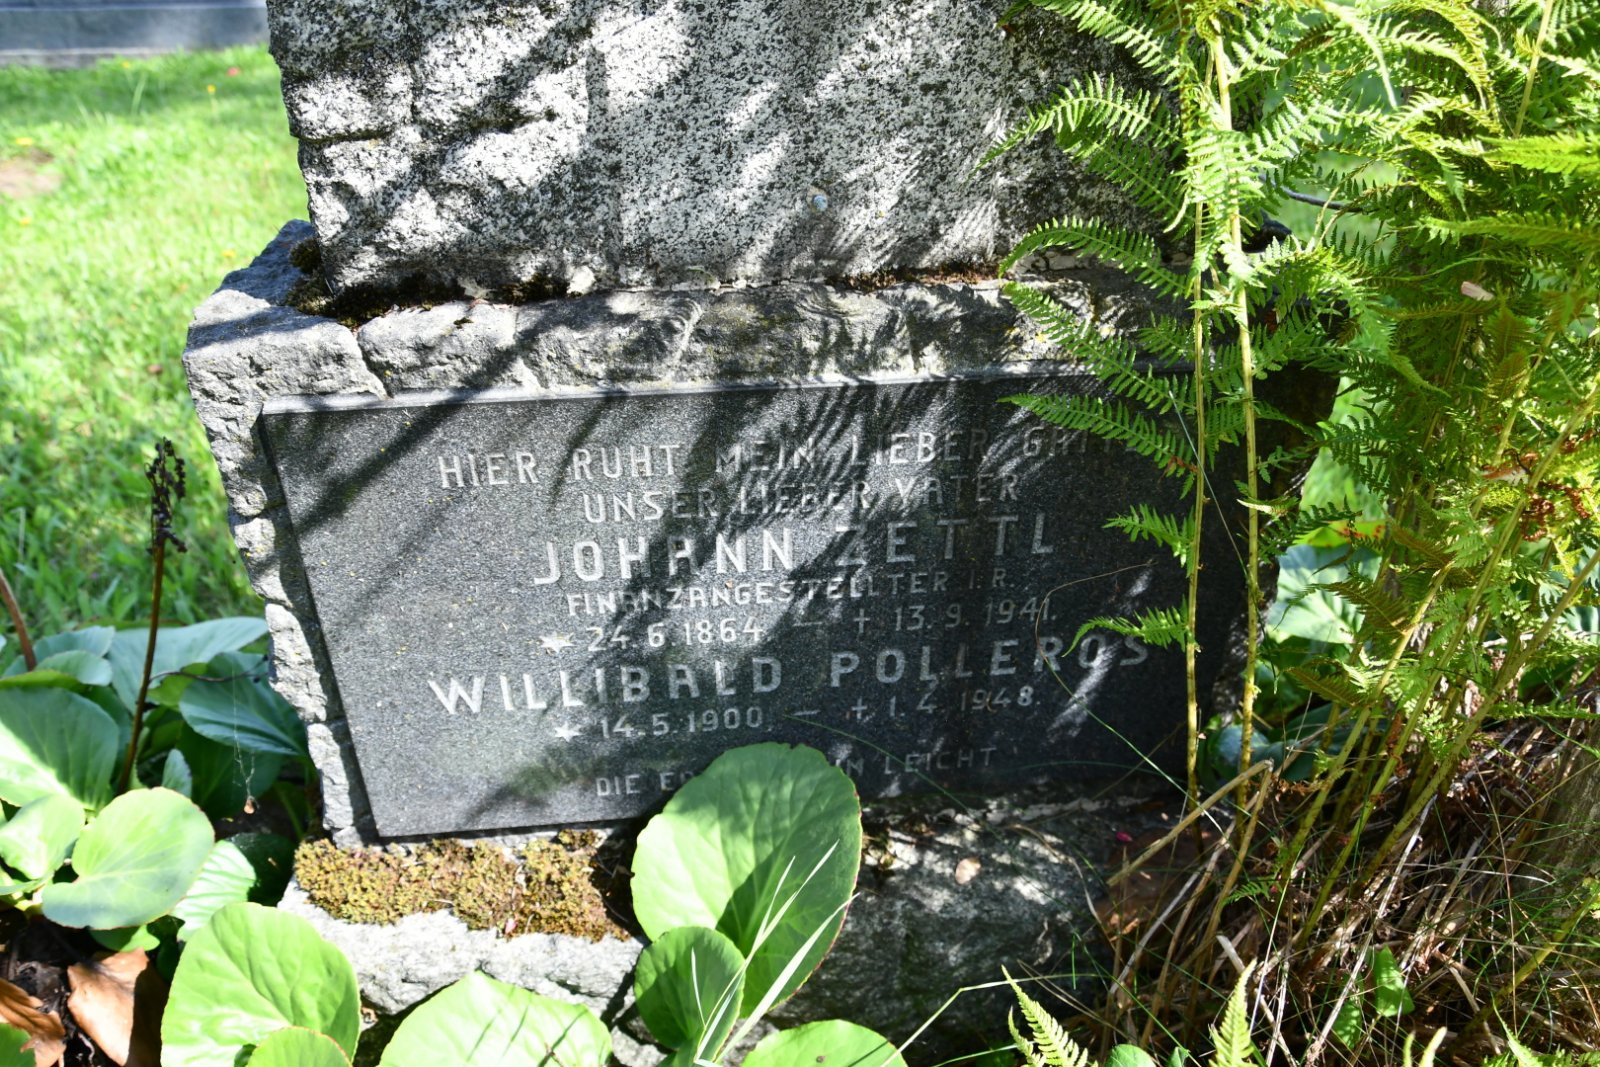 HIER RUHT MEIN LIEBER
UNSER LIEBER VATER
JOHANN ZETTL
FINANZANGESTELLTER I.R.
* 24.6.1864. – + 13.9.1941.
WILLIBALD POLLEROS
* 14.5.1900. – + 1.4.1948.
DIE LEICHT